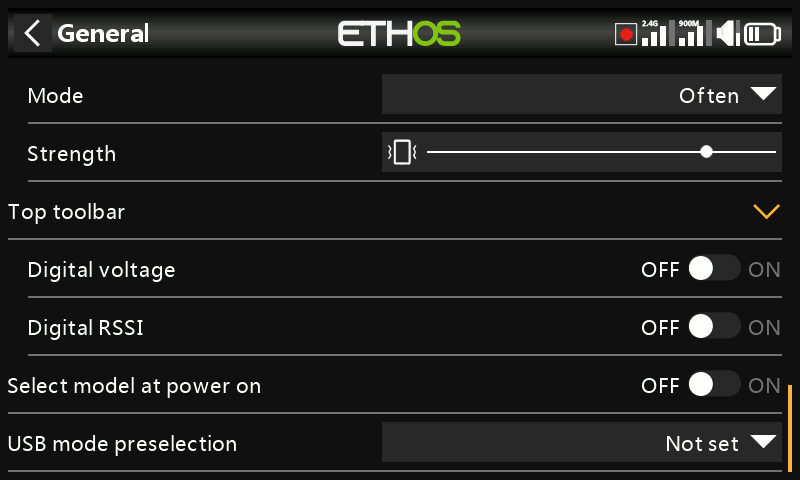 General
ETHOS
2.4G
900M
Mode
Often
Strength
Top toolbar
Digital voltage
OFF ON
Digital RSSI
OFF ON
Select model at power on
OFF ON
USB mode preselection
Not set